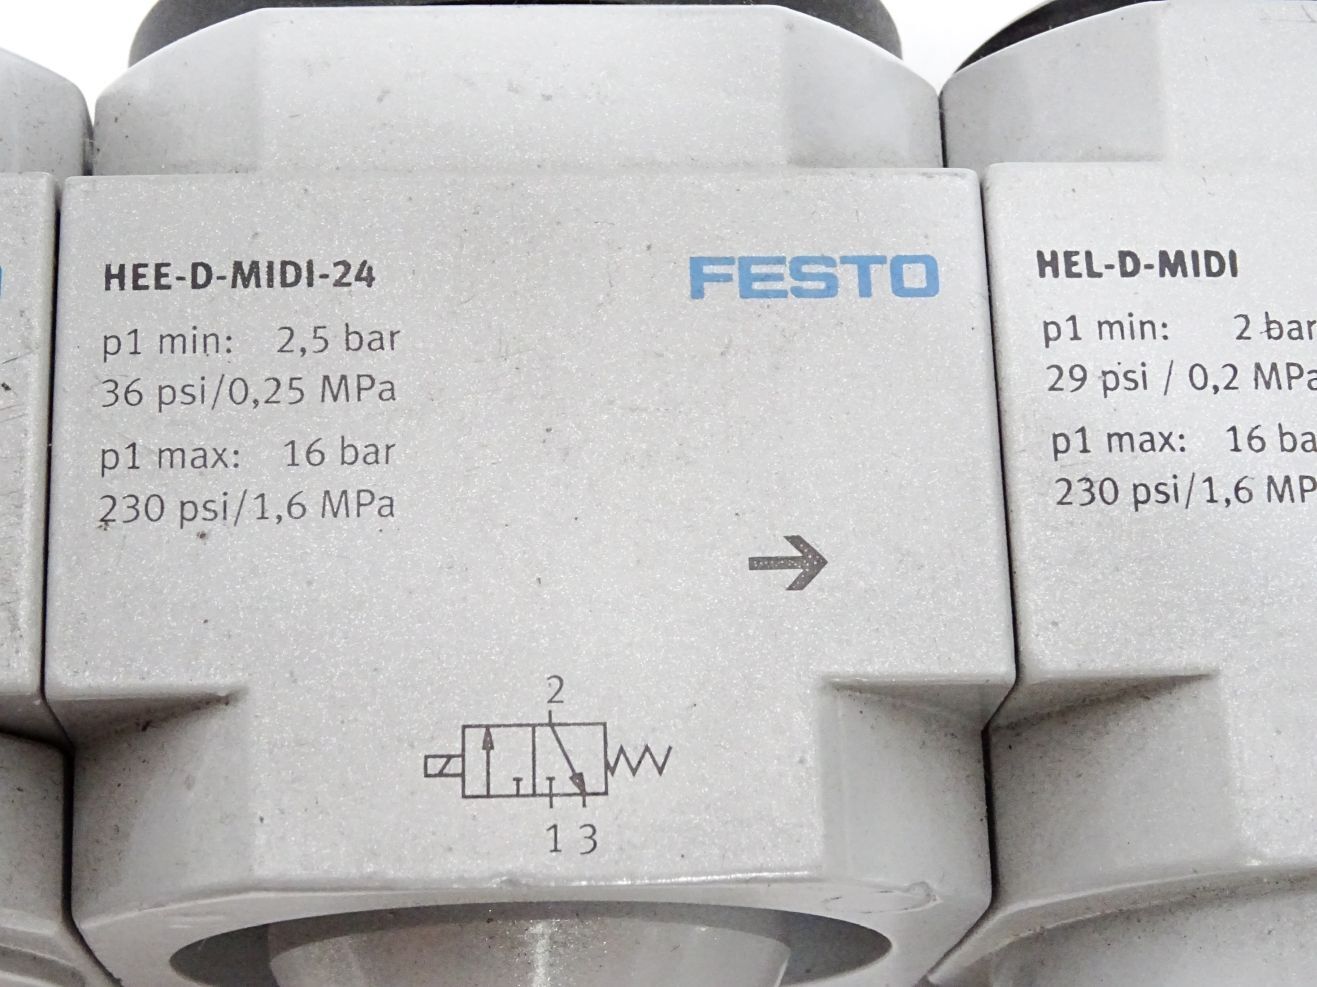 HEE-D-MIDI-24
FESTO
p1 min: 2,5 bar
36 psi/0,25 MPa
p1 max: 16 bar
230 psi/1,6 MPa
2
1 3
HEL-D-MIDI
p1 min: 2 bar
29 psi / 0,2 MPa
p1 max: 16 ba
230 psi/1,6 MP